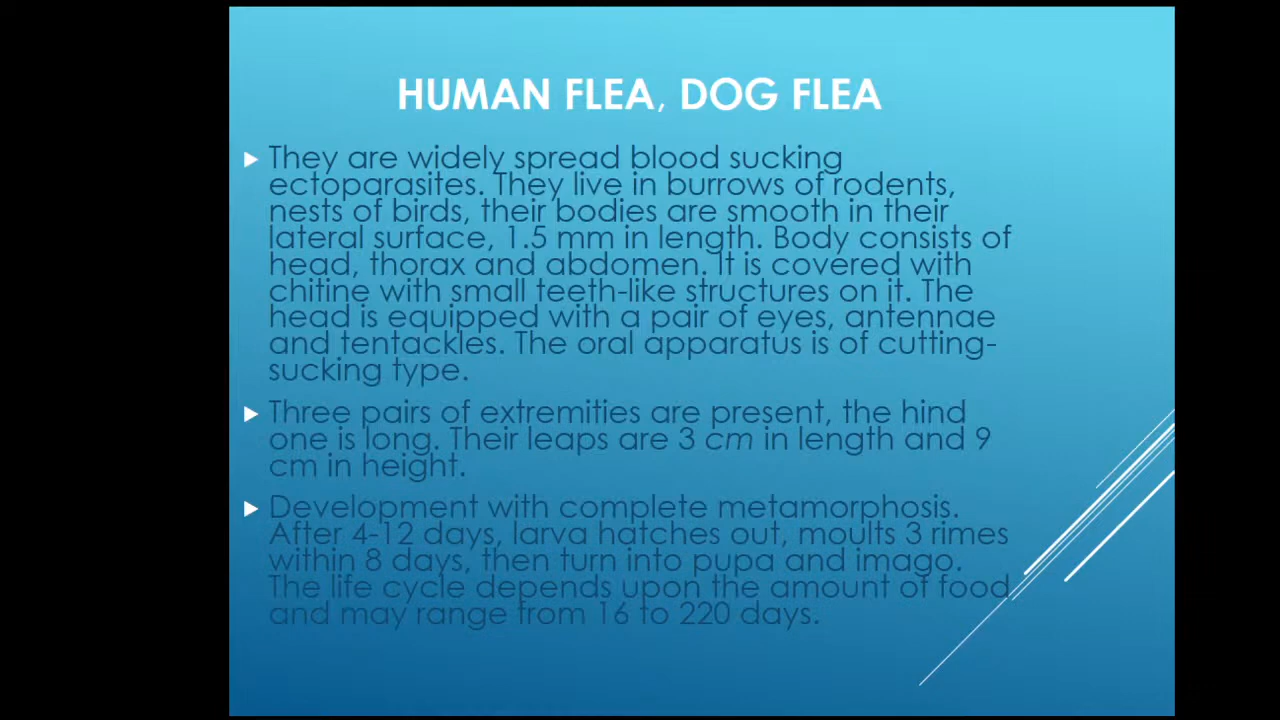 HUMAN FLEA, DOG FLEA
They are widely spread blood sucking
ectoparasites. They live in burrows of rodents,
nests of birds, their bodies are smooth in their
lateral surface, 1.5 mm in length. Body consists of
head, thorax and abdomen. It is covered with
chitine with small teeth-like structures on it. The
head is equipped with a pair of eyes, antennae
and tentackles. The oral apparatus is of cutting-
sucking type.
Three pairs of extremities are present, the hind
one is long. Their leaps are 3 cm in length and 9
cm in height.
Development with complete metamorphosis.
After 4-12 days, larva hatches out, moults 3 rimes
within 8 days, then turn into pupa and imago.
The life cycle depends upon the amount of food
and may range from 16 to 220 days.